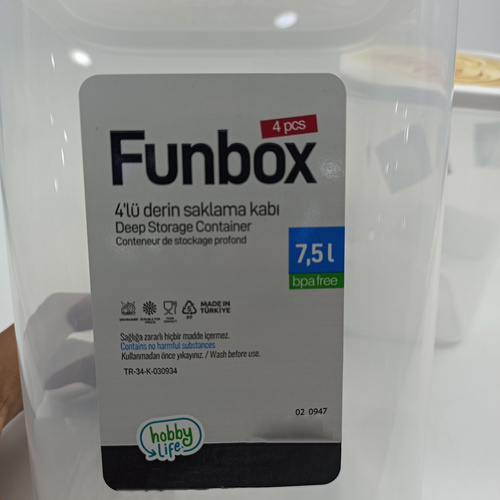 4 pcs
Funbox
4'lü derin saklama kabı
Deep Storage Container
Conteneur de stockage profond
7,5 l
bpa free
MADE IN
TÜRKİYE
5
PP
Sağlığa zararlı hiçbir madde içermez.
Contains no harmful substances
Kullanmadan önce yıkayınız. / Wash before use.
TR-34-K-030934
02 0947
hobby
life